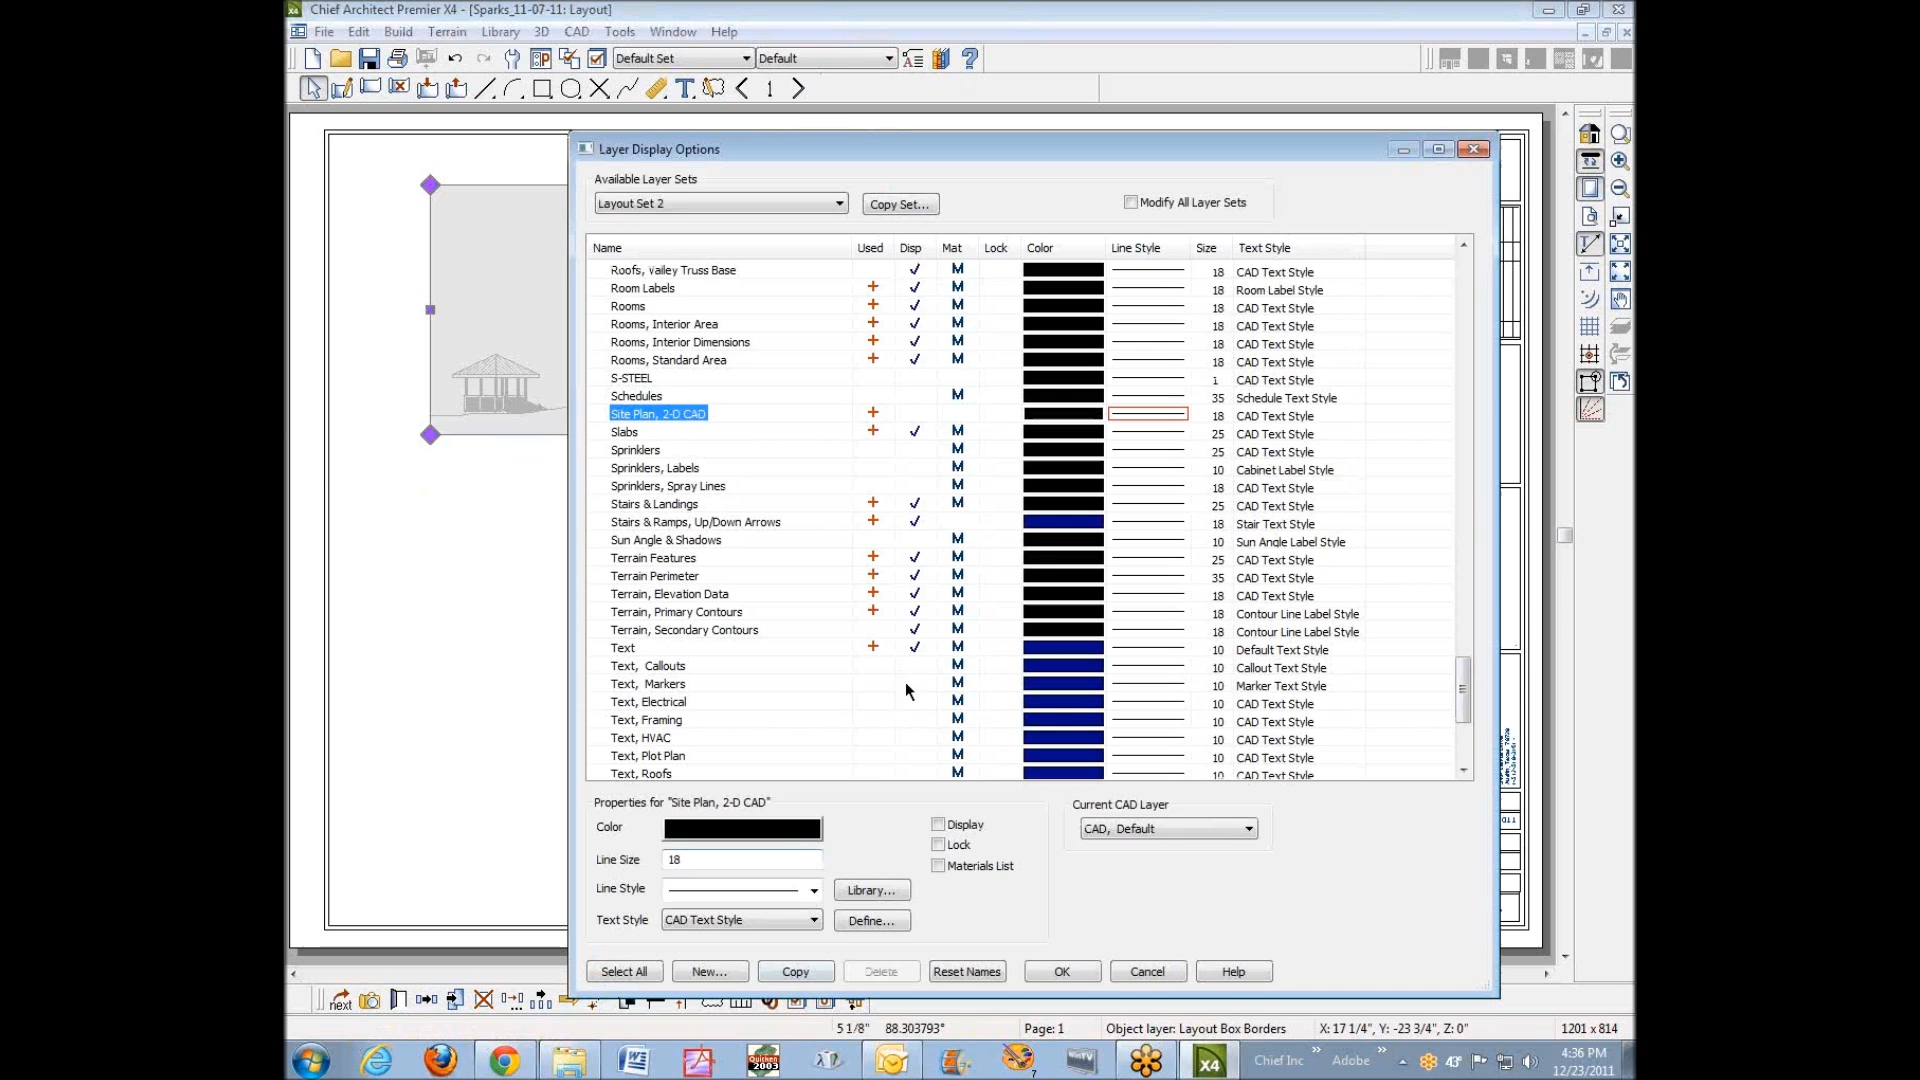 Chief Architect Premier X4 - [Sparks_11-07-11: Layout]
File Edit Build Terrain Library 3D CAD Tools Window Help
Default Set Default
1
Layer Display Options
Available Layer Sets
Layout Set 2 Copy Set... Modify All Layer Sets
Name Used Disp Mat Lock Color Line Style Size Text Style
Roofs, Valley Truss Base M 18 CAD Text Style
Room Labels + M 18 Room Label Style
Rooms + M 18 CAD Text Style
Rooms, Interior Area + M 18 CAD Text Style
Rooms, Interior Dimensions + M 18 CAD Text Style
Rooms, Standard Area + M 18 CAD Text Style
S-STEEL 1 CAD Text Style
Schedules M 35 Schedule Text Style
Site Plan, 2-D CAD + 18 CAD Text Style
Slabs + M 25 CAD Text Style
Sprinklers M 25 CAD Text Style
Sprinklers, Labels M 10 Cabinet Label Style
Sprinklers, Spray Lines M 18 CAD Text Style
Stairs & Landings + M 25 CAD Text Style
Stairs & Ramps, Up/Down Arrows + 18 Stair Text Style
Sun Angle & Shadows M 10 Sun Angle Label Style
Terrain Features + M 25 CAD Text Style
Terrain Perimeter + M 35 CAD Text Style
Terrain, Elevation Data + M 18 CAD Text Style
Terrain, Primary Contours + M 18 Contour Line Label Style
Terrain, Secondary Contours M 18 Contour Line Label Style
Text + M 10 Default Text Style
Text, Callouts M 10 Callout Text Style
Text, Markers M 10 Marker Text Style
Text, Electrical M 10 CAD Text Style
Text, Framing M 10 CAD Text Style
Text, HVAC M 10 CAD Text Style
Text, Plot Plan M 10 CAD Text Style
Text, Roofs M 10 CAD Text Style
Properties for "Site Plan, 2-D CAD"
Color
Line Size 18
Line Style Library...
Text Style CAD Text Style Define...
Display
Lock
Materials List
Current CAD Layer
CAD, Default
Select All New... Copy Delete Reset Names OK Cancel Help
next
5 1/8" 88.303793° Page: 1 Object layer: Layout Box Borders X: 17 1/4", Y: -23 3/4", Z: 0" 1201 x 814
Quicken 2003 X4 Chief Inc Adobe 43° 4:36 PM
12/23/2011